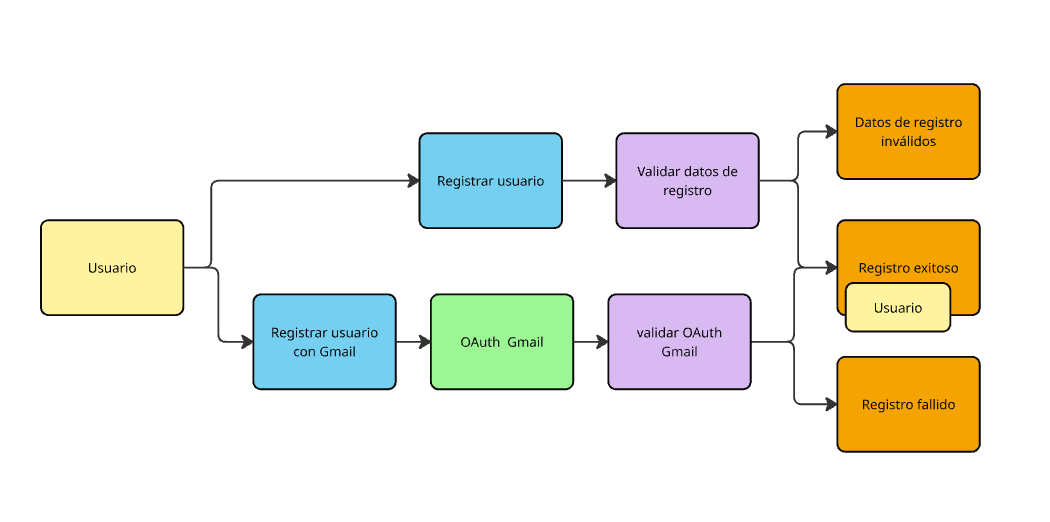 Usuario
Registrar usuario
Validar datos de
registro
Datos de registro
inválidos
Registrar usuario
con Gmail
OAuth  Gmail
validar OAuth
Gmail
Registro exitoso
Usuario
Registro fallido